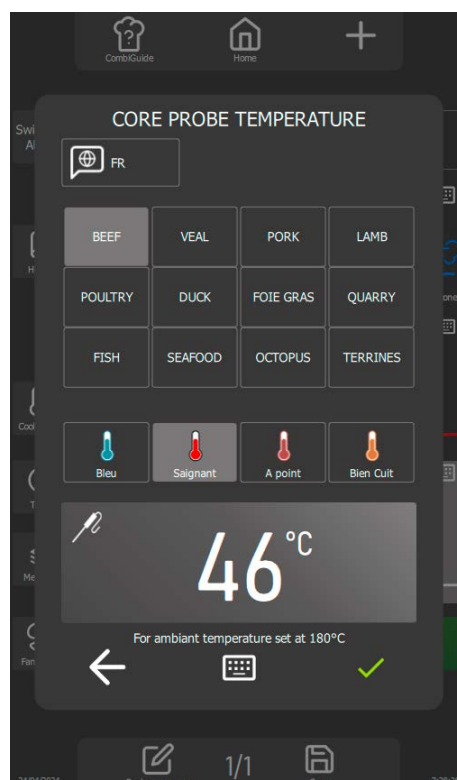 CombiGuide
Home
CORE PROBE TEMPERATURE
FR
BEEF
VEAL
PORK
LAMB
POULTRY
DUCK
FOIE GRAS
QUARRY
FISH
SEAFOOD
OCTOPUS
TERRINES
Bleu
Saignant
A point
Bien Cuit
46°C
For ambiant temperature set at 180°C
1/1